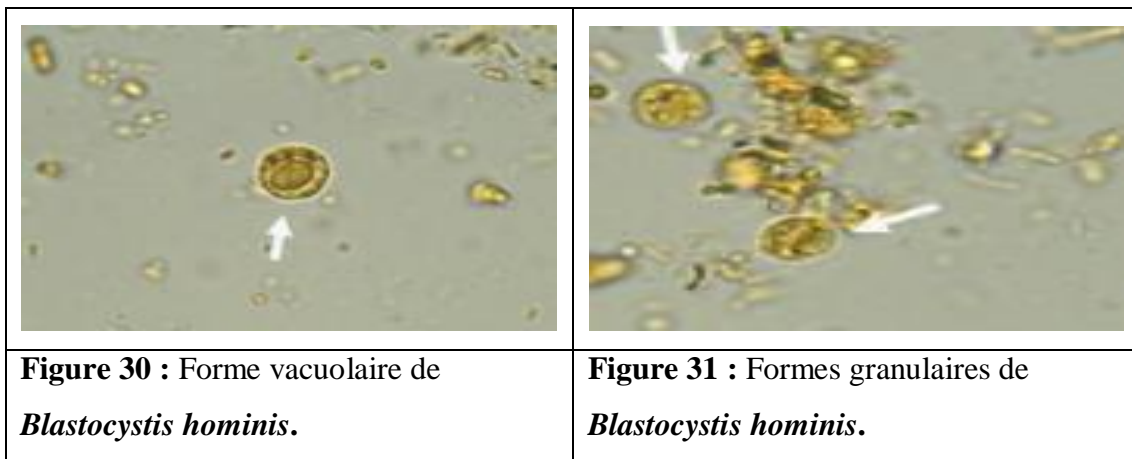 Figure 30 : Forme vacuolaire de
Blastocystis hominis.
Figure 31 : Formes granulaires de
Blastocystis hominis.